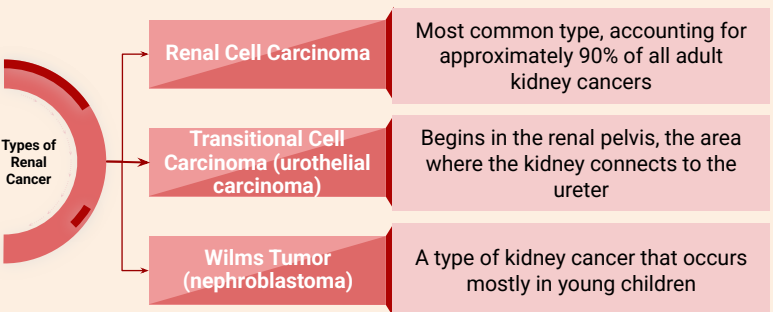 Types of
Renal
Cancer
Renal Cell Carcinoma
Most common type, accounting for
approximately 90% of all adult
kidney cancers
Transitional Cell
Carcinoma (urothelial
carcinoma)
Begins in the renal pelvis, the area
where the kidney connects to the
ureter
Wilms Tumor
(nephroblastoma)
A type of kidney cancer that occurs
mostly in young children